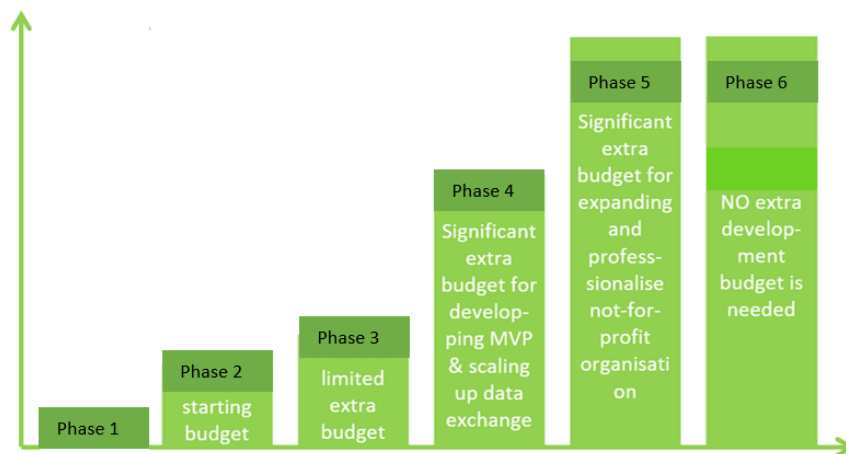 Phase 1
Phase 2
starting
budget
Phase 3
limited
extra
budget
Phase 4
Significant
extra
budget for
develop-
ping MVP
& scaling
up data
exchange
Phase 5
Significant
extra
budget for
expanding
and
profess-
sionalise
not-for-
profit
organisati
on
Phase 6
NO extra
develop-
ment
budget is
needed